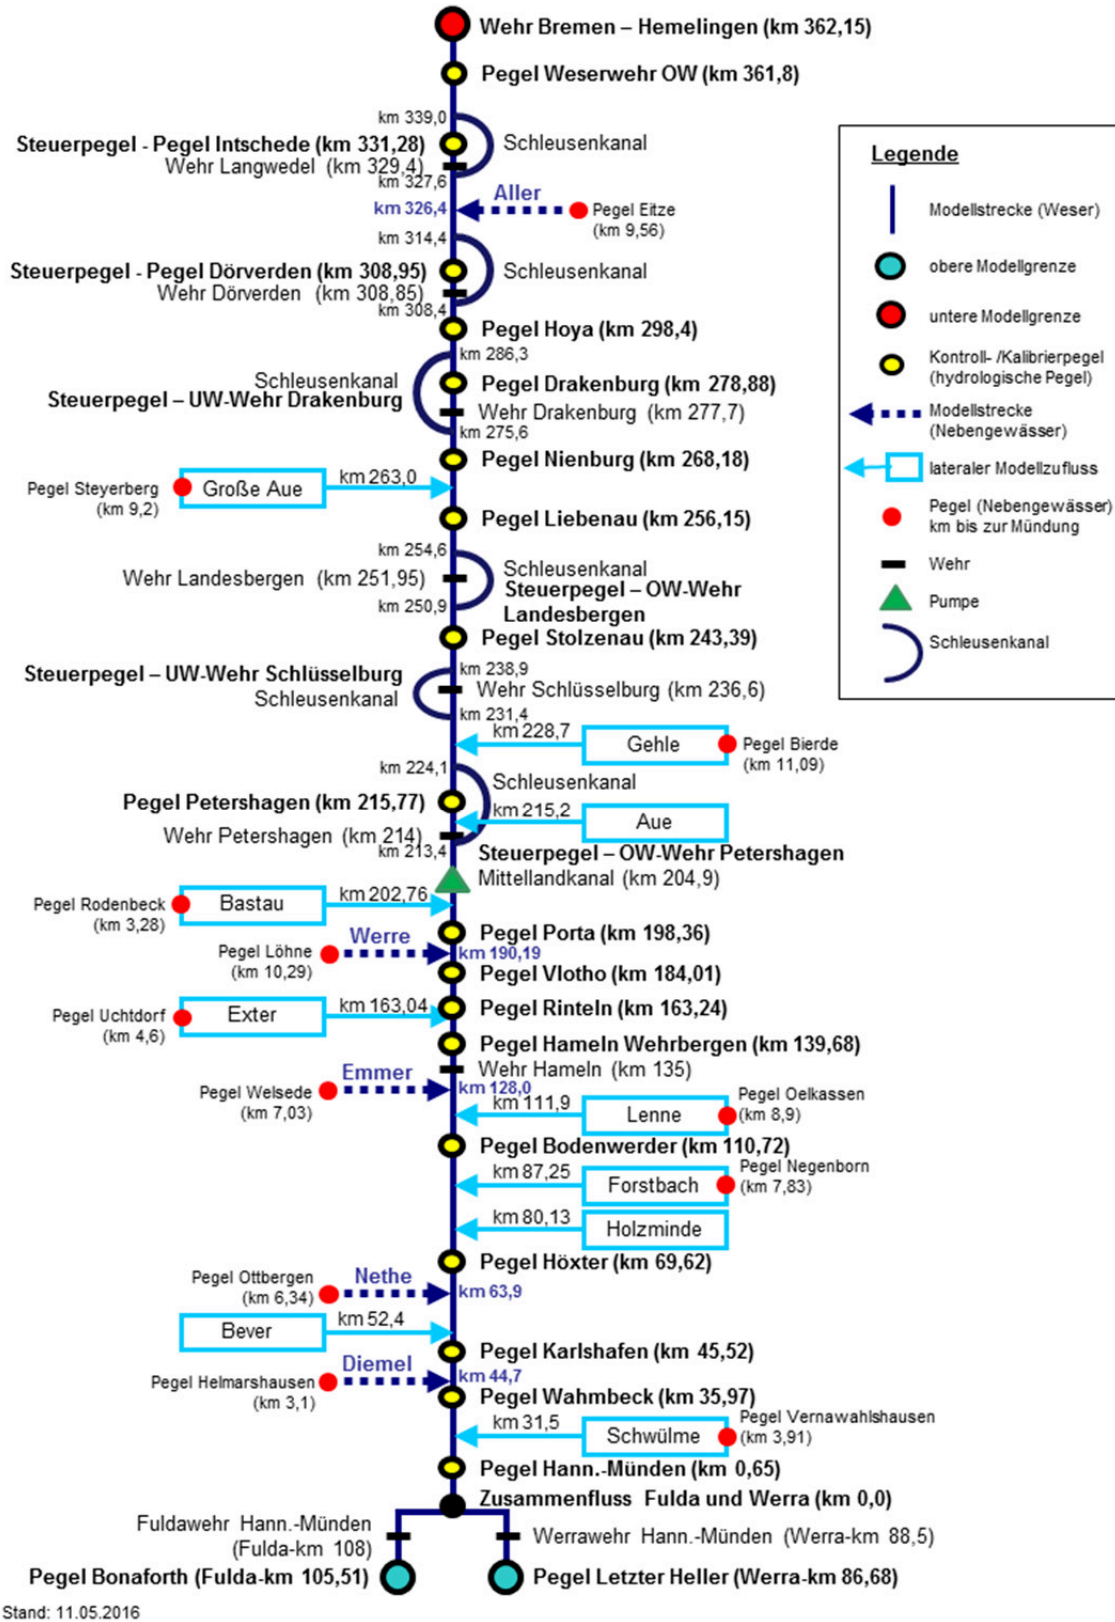 Wehr Bremen – Hemelingen (km 362,15)
Pegel Weserwehr OW (km 361,8)
km 339,0
Steuerpegel - Pegel Intschede (km 331,28)
Schleusenkanal
Wehr Langwedel (km 329,4)
km 327,6
Aller
km 326,4
Pegel Eitze
(km 9,56)
km 314,4
Steuerpegel - Pegel Dörverden (km 308,95)
Schleusenkanal
Wehr Dörverden (km 308,85)
km 308,4
Pegel Hoya (km 298,4)
km 286,3
Schleusenkanal
Pegel Drakenburg (km 278,88)
Steuerpegel – UW-Wehr Drakenburg
Wehr Drakenburg (km 277,7)
km 275,6
Pegel Nienburg (km 268,18)
km 263,0
Pegel Steyerberg
(km 9,2)
Große Aue
Pegel Liebenau (km 256,15)
km 254,6
Schleusenkanal
Wehr Landesbergen (km 251,95)
Steuerpegel – OW-Wehr
Landesbergen
km 250,9
Pegel Stolzenau (km 243,39)
km 238,9
Steuerpegel – UW-Wehr Schlüsselburg
Schleusenkanal
Wehr Schlüsselburg (km 236,6)
km 231,4
km 228,7
Gehle
Pegel Bierde
(km 11,09)
km 224,1
Schleusenkanal
Pegel Petershagen (km 215,77)
km 215,2
Aue
Wehr Petershagen (km 214)
km 213,4
Steuerpegel – OW-Wehr Petershagen
Mittellandkanal (km 204,9)
Pegel Rodenbeck
(km 3,28)
Bastau
km 202,76
Pegel Porta (km 198,36)
Werre
Pegel Löhne
(km 10,29)
km 190,19
Pegel Vlotho (km 184,01)
Pegel Uchtdorf
(km 4,6)
Exter
km 163,04
Pegel Rinteln (km 163,24)
Pegel Hameln Wehrbergen (km 139,68)
Wehr Hameln (km 135)
Emmer
Pegel Welsede
(km 7,03)
km 128,0
km 111,9
Lenne
Pegel Oelkassen
(km 8,9)
Pegel Bodenwerder (km 110,72)
km 87,25
Forstbach
Pegel Negenborn
(km 7,83)
km 80,13
Holzminde
Pegel Höxter (km 69,62)
Nethe
Pegel Ottbergen
(km 6,34)
km 63,9
Bever
km 52,4
Pegel Karlshafen (km 45,52)
Diemel
Pegel Helmarshausen
(km 3,1)
km 44,7
Pegel Wahmbeck (km 35,97)
km 31,5
Schwülme
Pegel Vernawahlshausen
(km 3,91)
Pegel Hann.-Münden (km 0,65)
Zusammenfluss Fulda und Werra (km 0,0)
Fuldawehr Hann.-Münden
(Fulda-km 108)
Werrawehr Hann.-Münden (Werra-km 88,5)
Pegel Bonaforth (Fulda-km 105,51)
Pegel Letzter Heller (Werra-km 86,68)
Stand: 11.05.2016
Legende
Modellstrecke (Weser)
obere Modellgrenze
untere Modellgrenze
Kontroll- /Kalibrierpegel
(hydrologische Pegel)
Modellstrecke
(Nebengewässer)
lateraler Modellzufluss
Pegel (Nebengewässer)
km bis zur Mündung
Wehr
Pumpe
Schleusenkanal